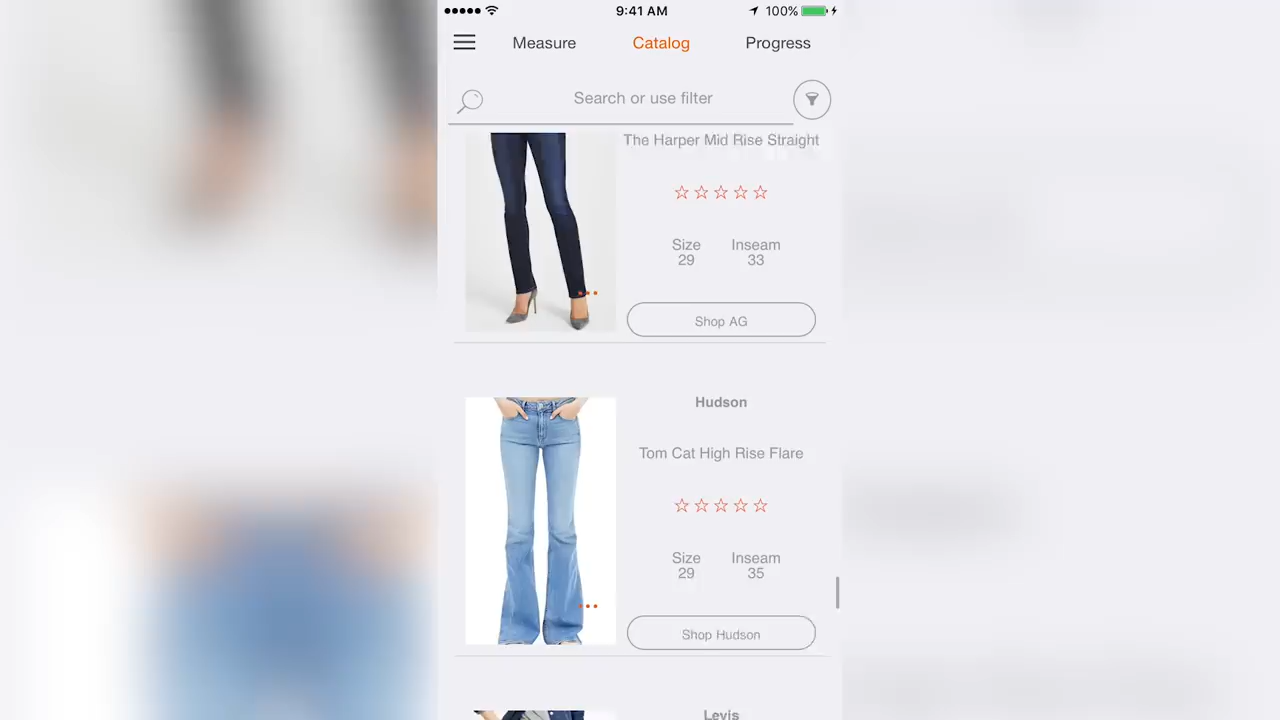 9:41 AM
100%
Measure
Catalog
Progress
Search or use filter
The Harper Mid Rise Straight
Size
Inseam
29
33
Shop AG
Hudson
Tom Cat High Rise Flare
Size
Inseam
29
35
Shop Hudson
Levis